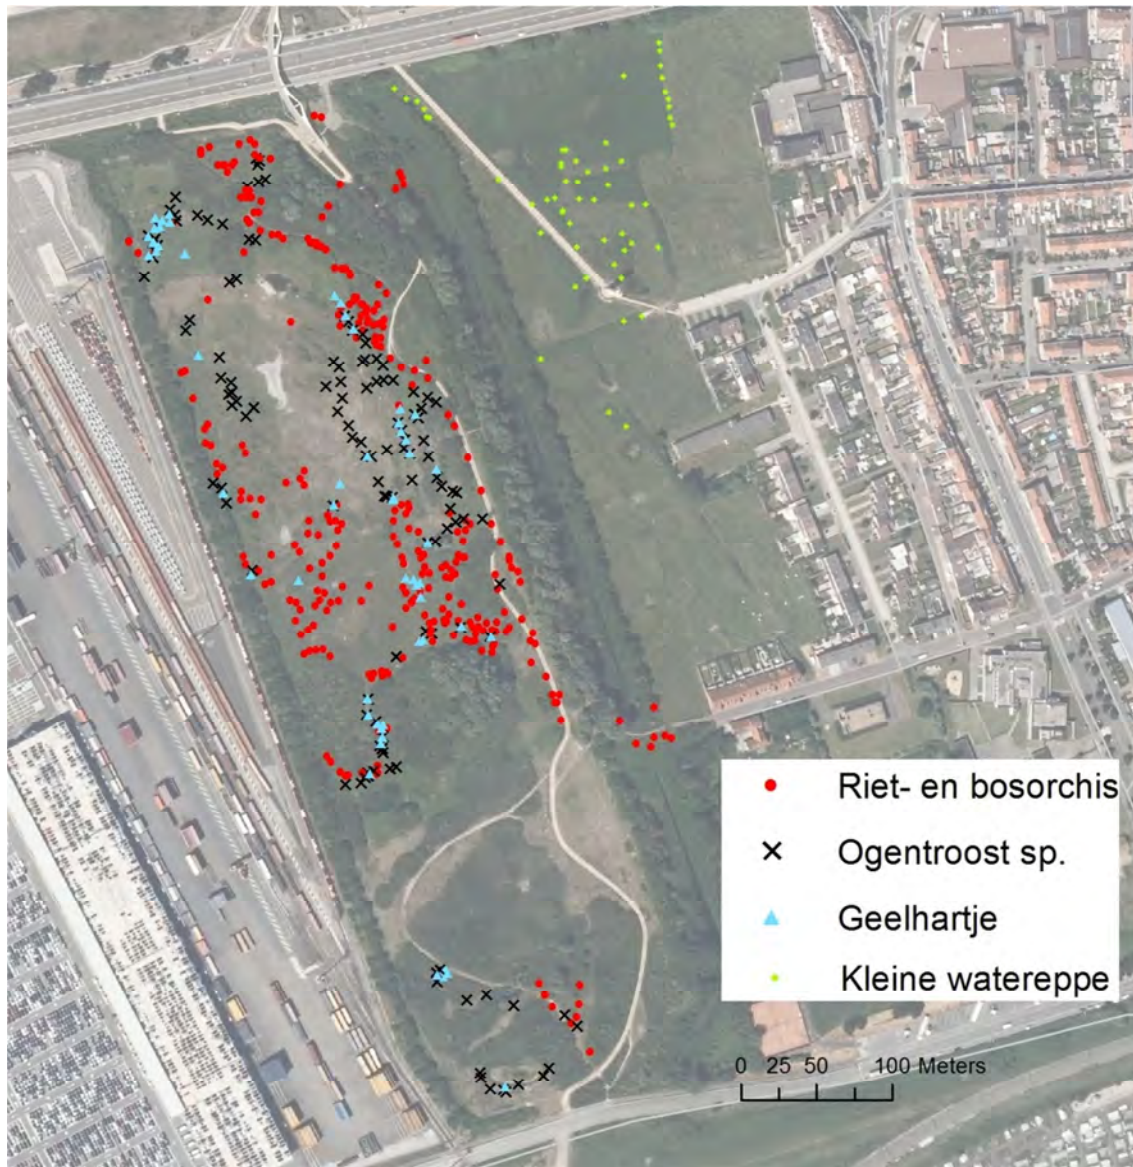 Riet- en bosorchis
Ogentroost sp.
Geelhartje
Kleine watereppe
0 25 50 100 Meters